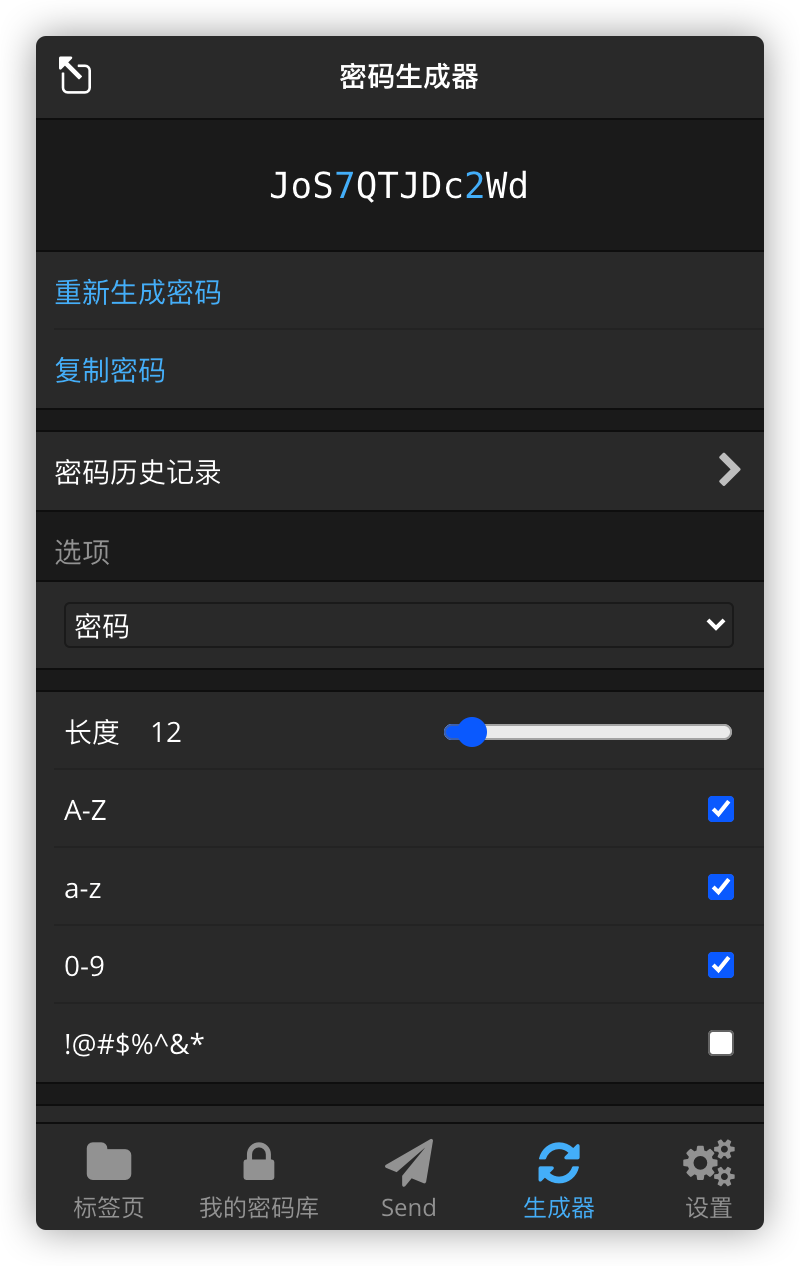 密码生成器
JoS7QTJDc2Wd
重新生成密码
复制密码
密码历史记录
选项
密码
长度 12
A-Z
a-z
0-9
!@#$%^&*
标签页 我的密码库 Send 生成器 设置